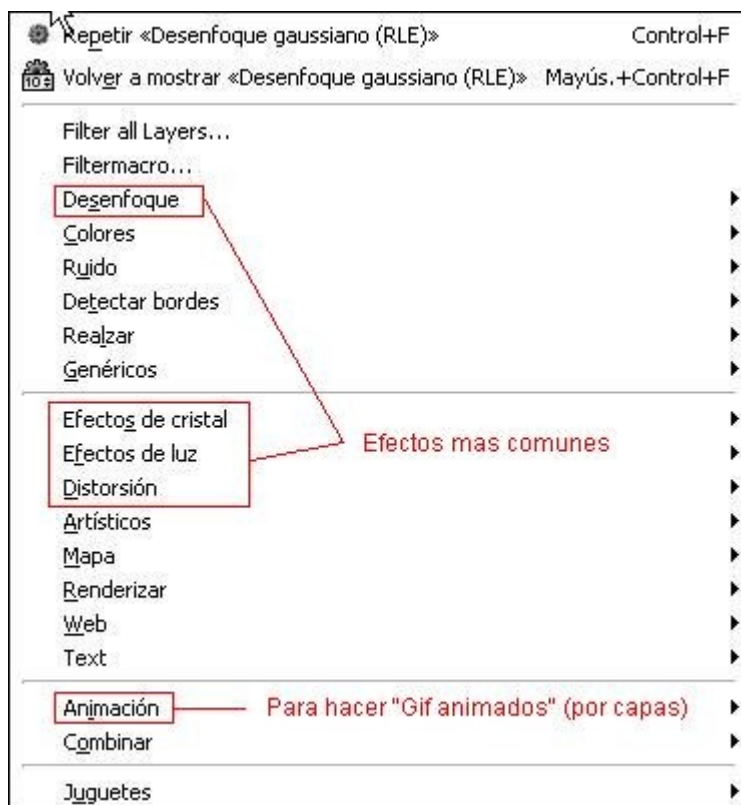 Repetir «Desenfoque gaussiano (RLE)» Control+F
Volver a mostrar «Desenfoque gaussiano (RLE)» Mayús.+Control+F
Filter all Layers...
Filtermacro...
Desenfoque
Colores
Ruido
Detectar bordes
Realzar
Genéricos
Efectos de cristal
Efectos de luz
Efectos mas comunes
Distorsión
Artísticos
Mapa
Renderizar
Web
Text
Animación
Para hacer "Gif animados" (por capas)
Combinar
Juguetes